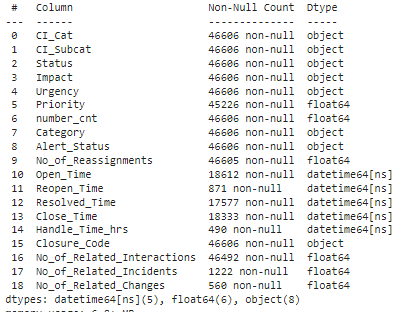 #   Column   Non-Null Count  Dtype
---  ------   --------------  -----
0   CI_Cat   46606 non-null  object
1   CI_Subcat   46606 non-null  object
2   Status   46606 non-null  object
3   Impact   46606 non-null  object
4   Urgency   46606 non-null  object
5   Priority   45226 non-null  float64
6   number_cnt   46606 non-null  float64
7   Category   46606 non-null  object
8   Alert_Status   46606 non-null  object
9   No_of_Reassignments   46605 non-null  float64
10  Open_Time   18612 non-null  datetime64[ns]
11  Reopen_Time   871 non-null  datetime64[ns]
12  Resolved_Time   17577 non-null  datetime64[ns]
13  Close_Time   18333 non-null  datetime64[ns]
14  Handle_Time_hrs   490 non-null  datetime64[ns]
15  Closure_Code   46606 non-null  object
16  No_of_Related_Interactions   46492 non-null  float64
17  No_of_Related_Incidents   1222 non-null  float64
18  No_of_Related_Changes   560 non-null  float64
dtypes: datetime64[ns](5), float64(6), object(8)